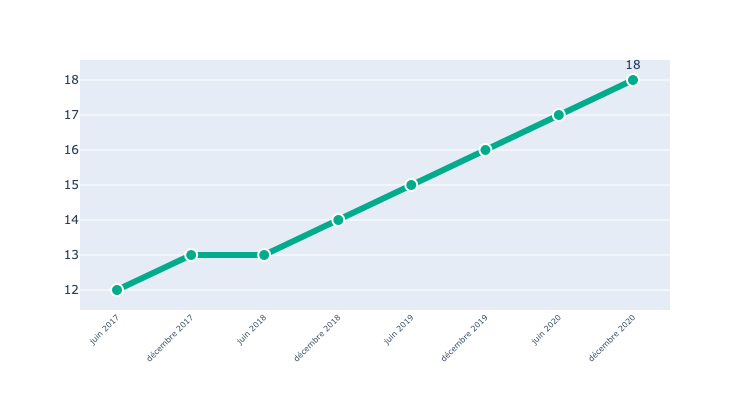 18
18
17
16
15
14
13
12
juin 2017
décembre 2017
juin 2018
décembre 2018
juin 2019
décembre 2019
juin 2020
décembre 2020